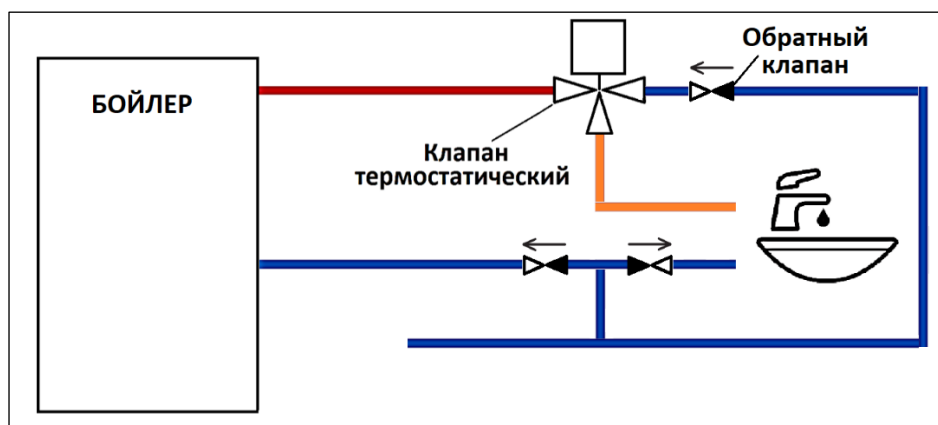 БОЙЛЕР
Обратный
клапан
Клапан
термостатический